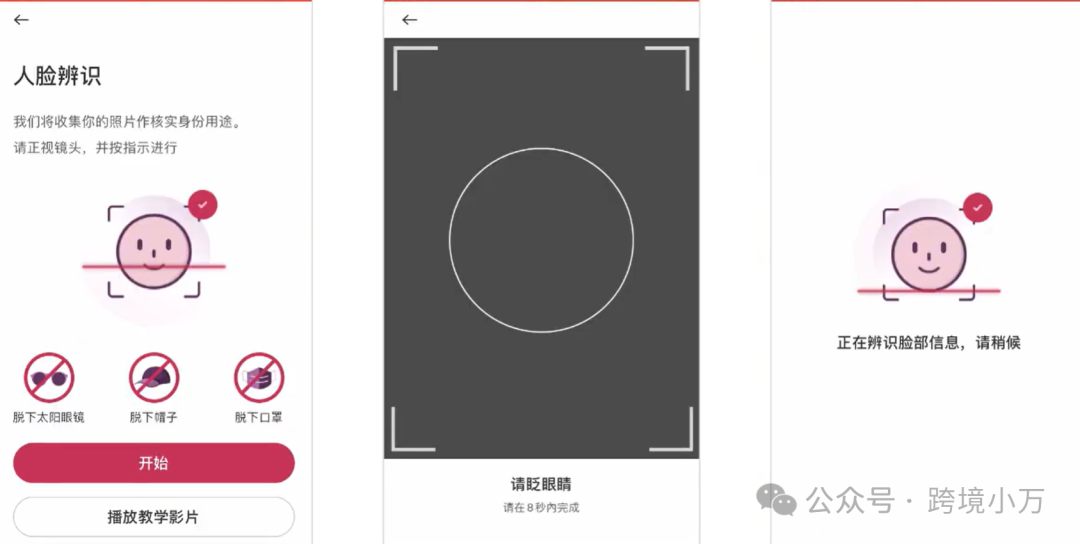 人脸辨识
我们将收集你的照片作核实身份用途。
请正视镜头，并按指示进行
脱下太阳眼镜
脱下帽子
脱下口罩
开始
播放教学影片
请眨眼睛
请在8秒內完成
正在辨识脸部信息，请稍候
公众号·跨境小万